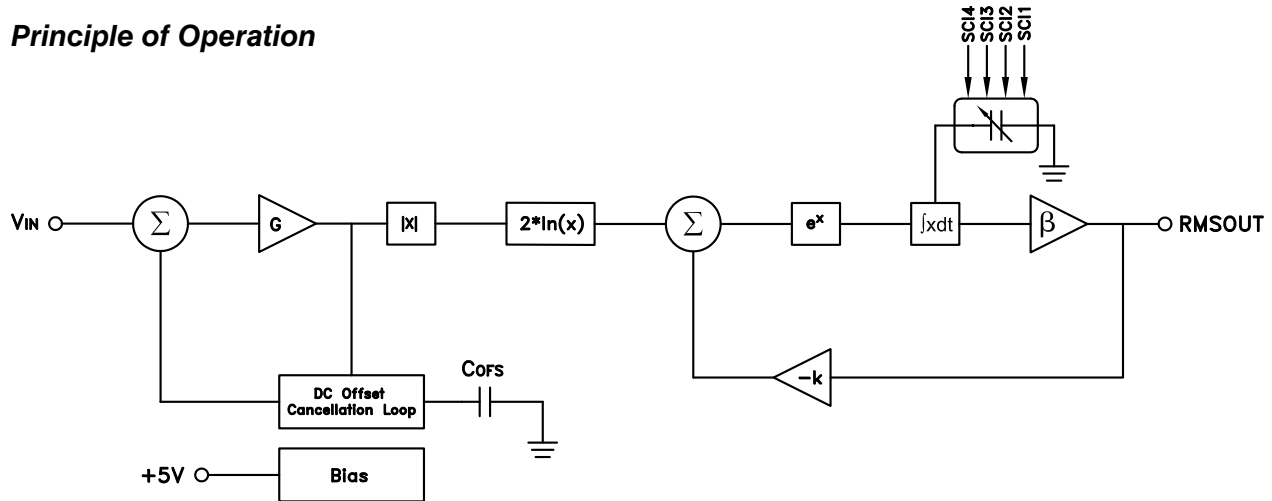 Principle of Operation
SCI4
SCI3
SCI2
SCI1
VIN
Σ
G
|X|
2*ln(x)
Σ
e^x
∫xdt
β
RMSOUT
-k
COFS
DC Offset
Cancellation Loop
+5V
Bias